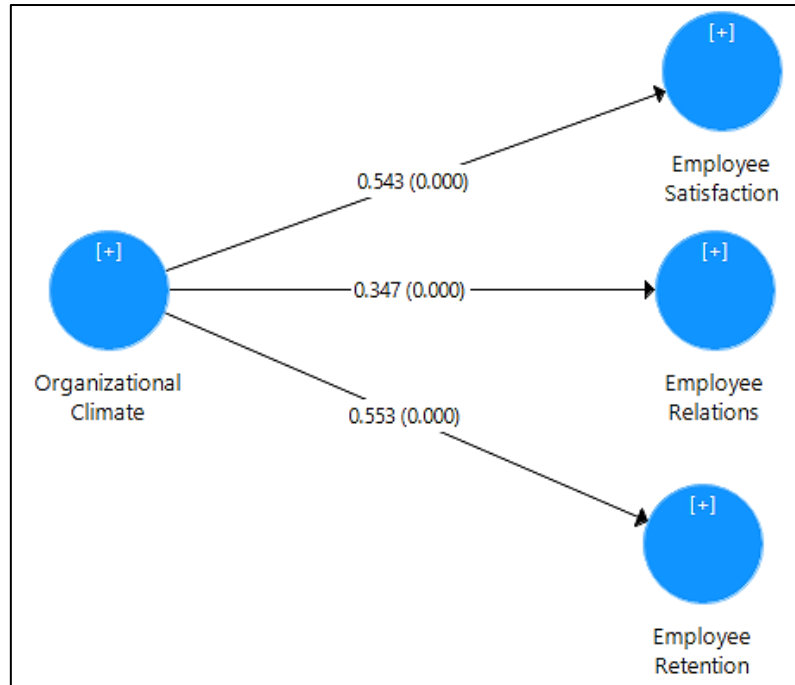 [+]
Employee
Satisfaction
0.543 (0.000)
[+]
Organizational
Climate
0.347 (0.000)
[+]
Employee
Relations
0.553 (0.000)
[+]
Employee
Retention